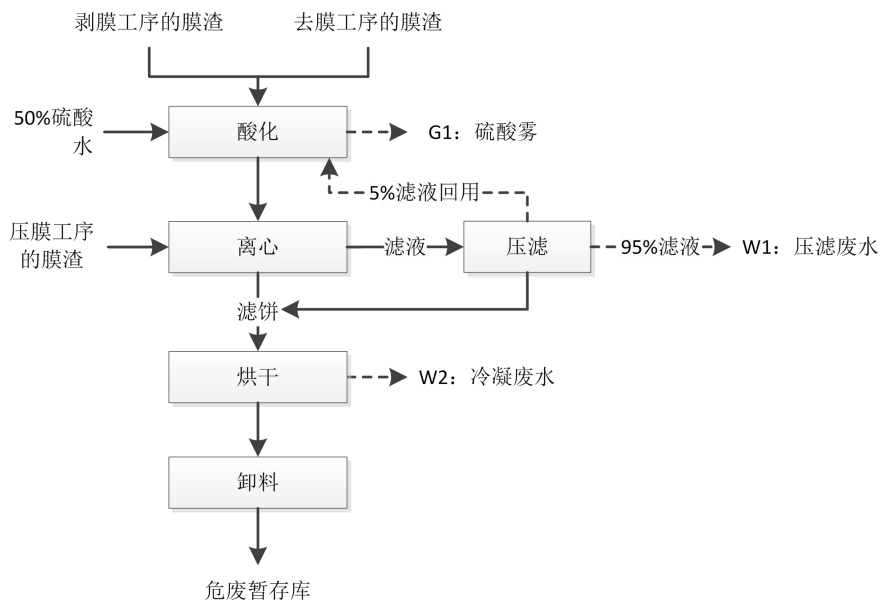 剥膜工序的膜渣
去膜工序的膜渣
50%硫酸
水
酸化
G1：硫酸雾
5%滤液回用
压膜工序
的膜渣
离心
滤液
压滤
95%滤液
W1：压滤废水
滤饼
烘干
W2：冷凝废水
卸料
危废暂存库